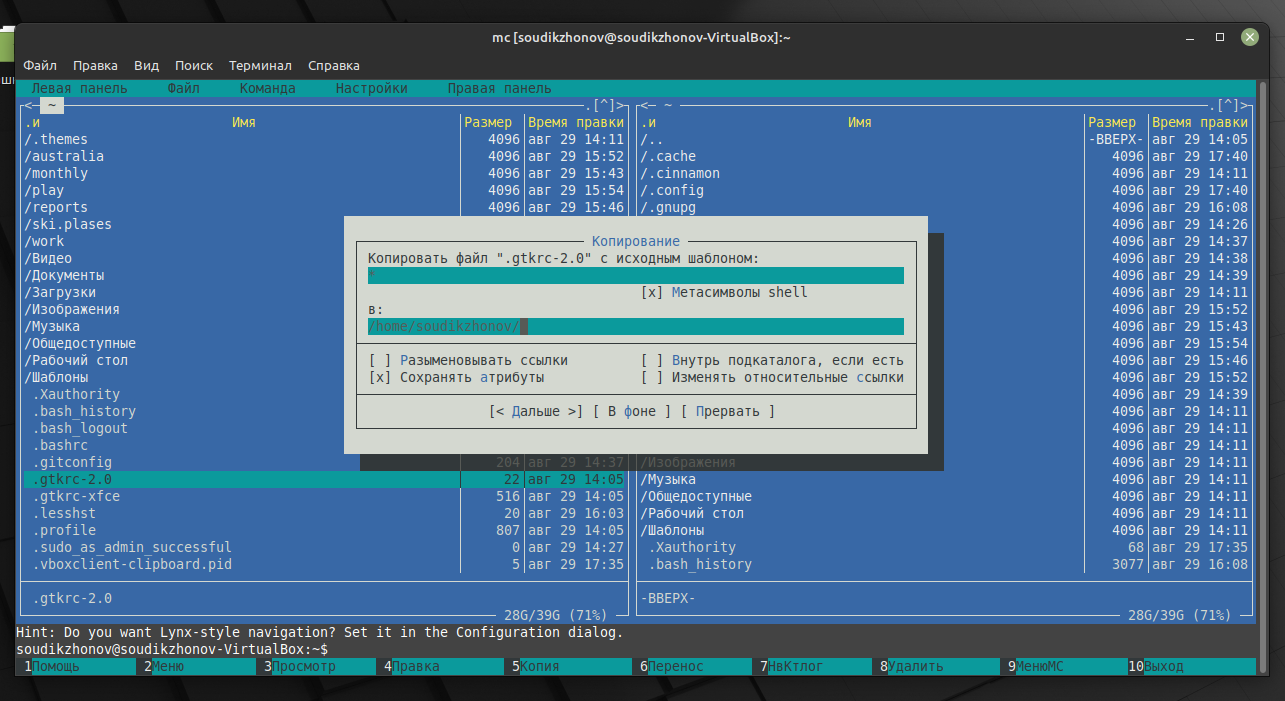 mc [soudikzhonov@soudikzhonov-VirtualBox]:~
Файл Правка Вид Поиск Терминал Справка
Левая панель Файл Команда Настройки Правая панель
<─ ~ ─.[^]> <─ ~ ─.[^]>
.и Имя Размер Время правки .и Имя Размер Время правки
/.themes 4096 авг 29 14:11 /.. -ВВЕРХ- авг 29 14:05
/australia 4096 авг 29 15:52 /.cache 4096 авг 29 17:40
/monthly 4096 авг 29 15:43 /.cinnamon 4096 авг 29 14:11
/play 4096 авг 29 15:54 /.config 4096 авг 29 17:40
/reports 4096 авг 29 15:46 /.gnupg 4096 авг 29 16:08
/ski.plases 4096 авг 29 14:26
/work Копирование 4096 авг 29 14:37
/Видео Копировать файл ".gtkrc-2.0" с исходным шаблоном: 4096 авг 29 14:38
/Документы * 4096 авг 29 14:39
/Загрузки [x] Метасимволы shell 4096 авг 29 14:11
/Изображения в: 4096 авг 29 15:52
/Музыка /home/soudikzhonov/ 4096 авг 29 15:43
/Общедоступные 4096 авг 29 15:54
/Рабочий стол [ ] Разыменовывать ссылки [ ] Внутрь подкаталога, если есть 4096 авг 29 15:46
/Шаблоны [x] Сохранять атрибуты [ ] Изменять относительные ссылки 4096 авг 29 15:52
.Xauthority 4096 авг 29 14:39
.bash_history [< Дальше >] [ В фоне ] [ Прервать ] 4096 авг 29 14:11
.bash_logout 4096 авг 29 14:11
.bashrc 4096 авг 29 14:11
.gitconfig 204 авг 29 14:37 /Изображения 4096 авг 29 14:11
.gtkrc-2.0 22 авг 29 14:05 /Музыка 4096 авг 29 14:11
.gtkrc-xfce 516 авг 29 14:05 /Общедоступные 4096 авг 29 14:11
.lesshst 20 авг 29 16:03 /Рабочий стол 4096 авг 29 14:11
.profile 807 авг 29 14:05 /Шаблоны 4096 авг 29 14:11
.sudo_as_admin_successful 0 авг 29 14:27 .Xauthority 68 авг 29 17:35
.vboxclient-clipboard.pid 5 авг 29 17:35 .bash_history 3077 авг 29 16:08
.gtkrc-2.0 -ВВЕРХ-
28G/39G (71%) 28G/39G (71%)
Hint: Do you want Lynx-style navigation? Set it in the Configuration dialog.
soudikzhonov@soudikzhonov-VirtualBox:~$
1Помощь 2Меню 3Просмотр 4Правка 5Копия 6Перенос 7НвКтлог 8Удалить 9МенюМС 10Выход